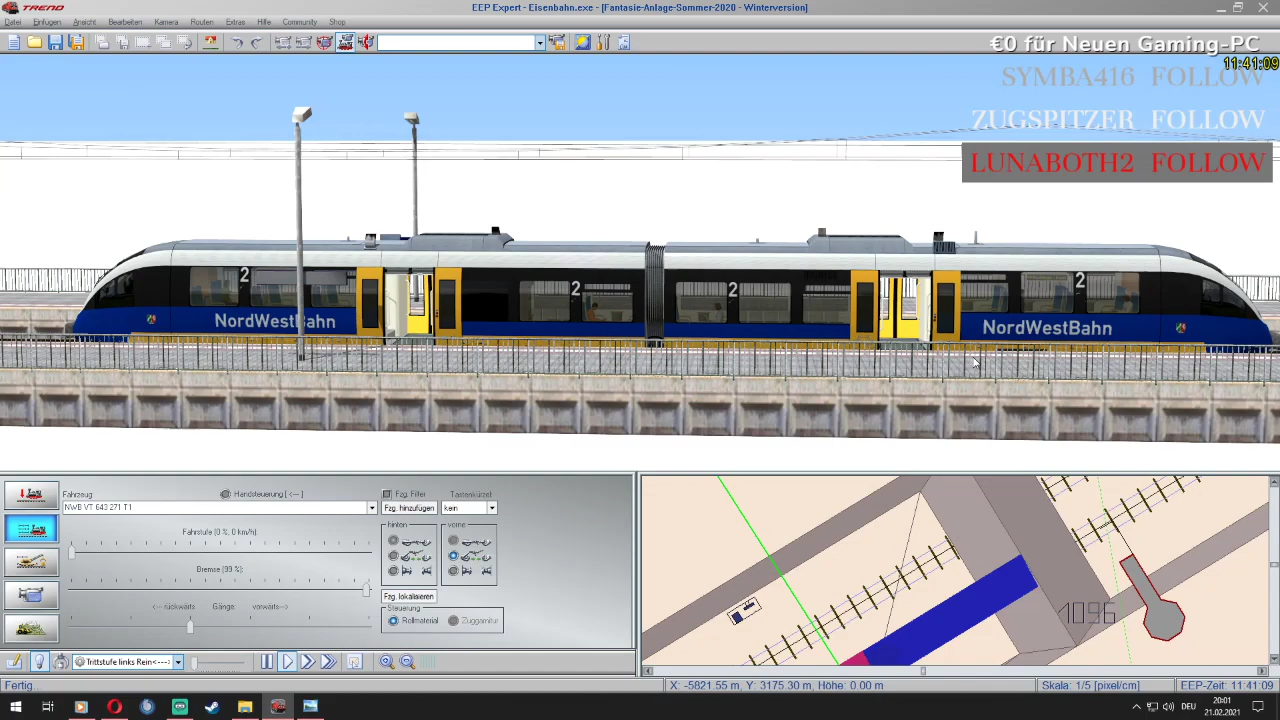 TREND
EEP Expert - Eisenbahn.exe - [Fantasie-Anlage-Sommer-2020 - Winterversion]
Datei Einfügen Ansicht Bearbeiten Kamera Routen Extras Hilfe Community Shop
€0 für Neuen Gaming-PC
11:41:09
SYMBA416 FOLLOW
ZUGSPITZER FOLLOW
LUNABOTH2 FOLLOW
2 2 2 2
NordWestBahn NordWestBahn
Fahrzeug Handsteuerung [ <--- ] Fzg. Filter Tastenkürzel
NWB VT 643 271 T1 Fzg. hinzufügen kein
Fahrstufe (0 %, 0 km/h): hinten vorne
Bremse (99 %):
Fzg. lokalisieren
<--- rückwärts Gänge: vorwärts---> Steuerung
Rollmaterial Zuggarnitur
1096
Trittstufe links Rein<---
Fertig... X: -5821.55 m, Y: 3175.30 m, Höhe: 0.00 m Skala: 1/5 [pixel/cm] EEP-Zeit: 11:41:09
DEU 20:01
21.02.2021